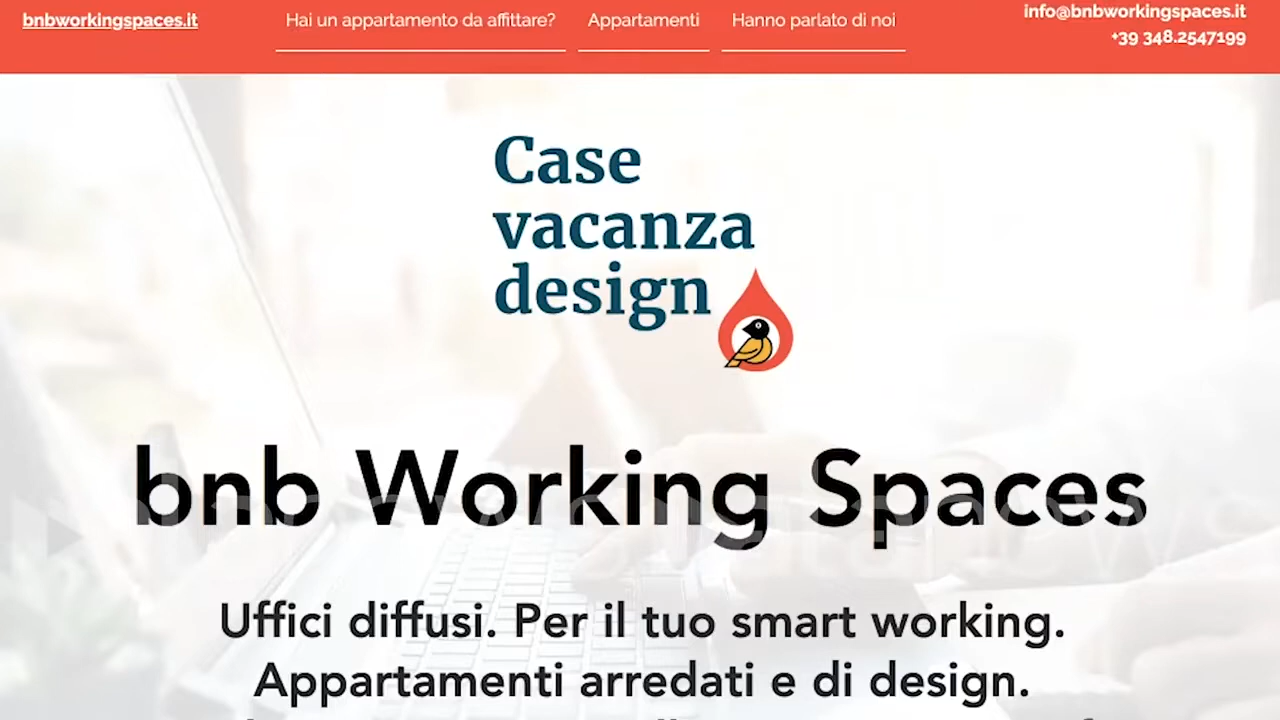 bnbworkingspaces.it
Hai un appartamento da affittare?
Appartamenti
Hanno parlato di noi
info@bnbworkingspaces.it
+39 348.2547199
Case
vacanza
design
bnb Working Spaces
Uffici diffusi. Per il tuo smart working.
Appartamenti arredati e di design.